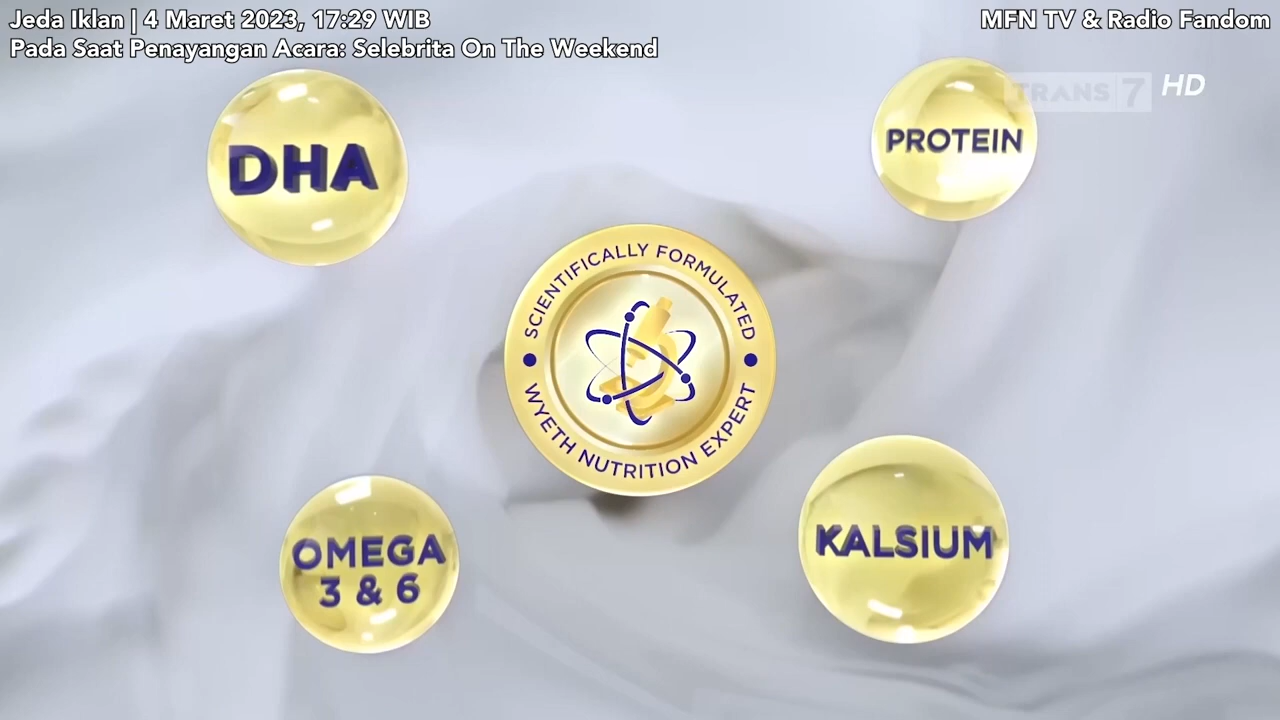 Jeda Iklan | 4 Maret 2023, 17:29 WIB
Pada Saat Penayangan Acara: Selebrita On The Weekend
MFN TV & Radio Fandom
TRANS 7 HD
DHA
PROTEIN
SCIENTIFICALLY FORMULATED
WYETH NUTRITION EXPERT
OMEGA
3 & 6
KALSIUM